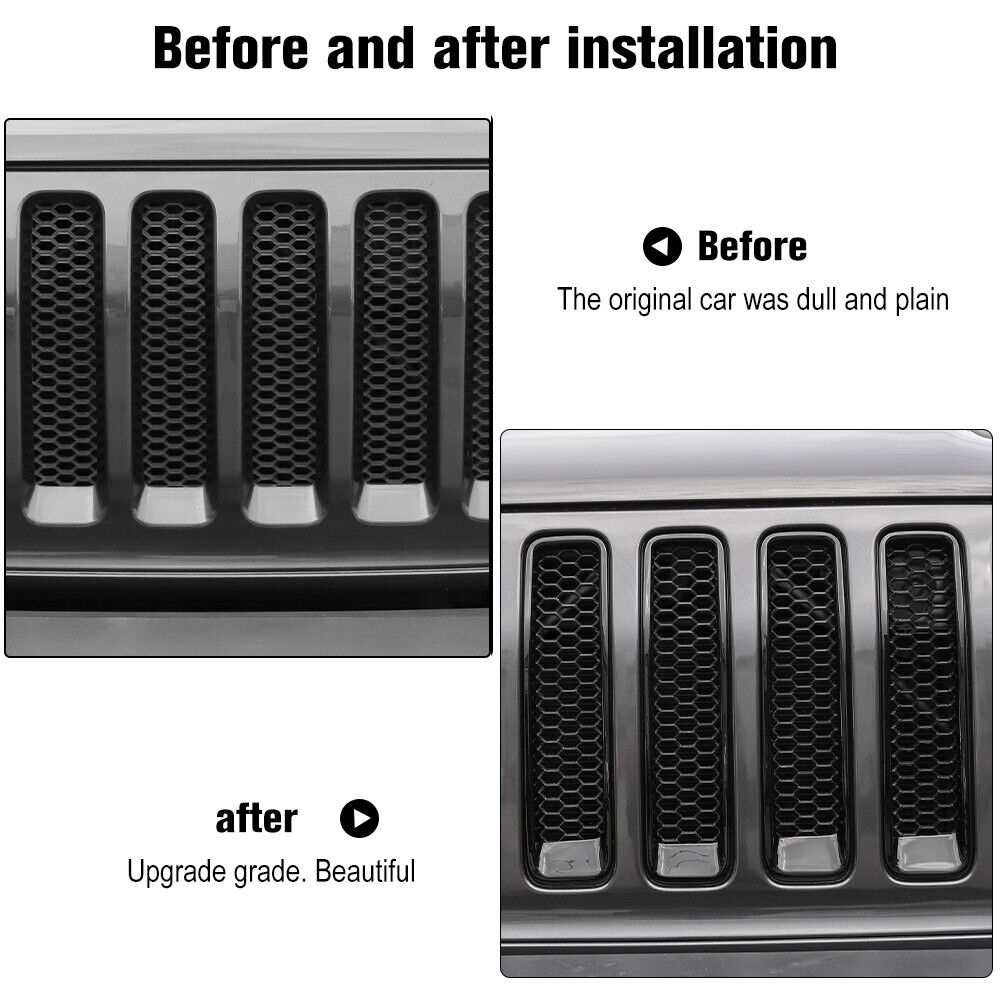 Before and after installation
Before
The original car was dull and plain
after
Upgrade grade. Beautiful